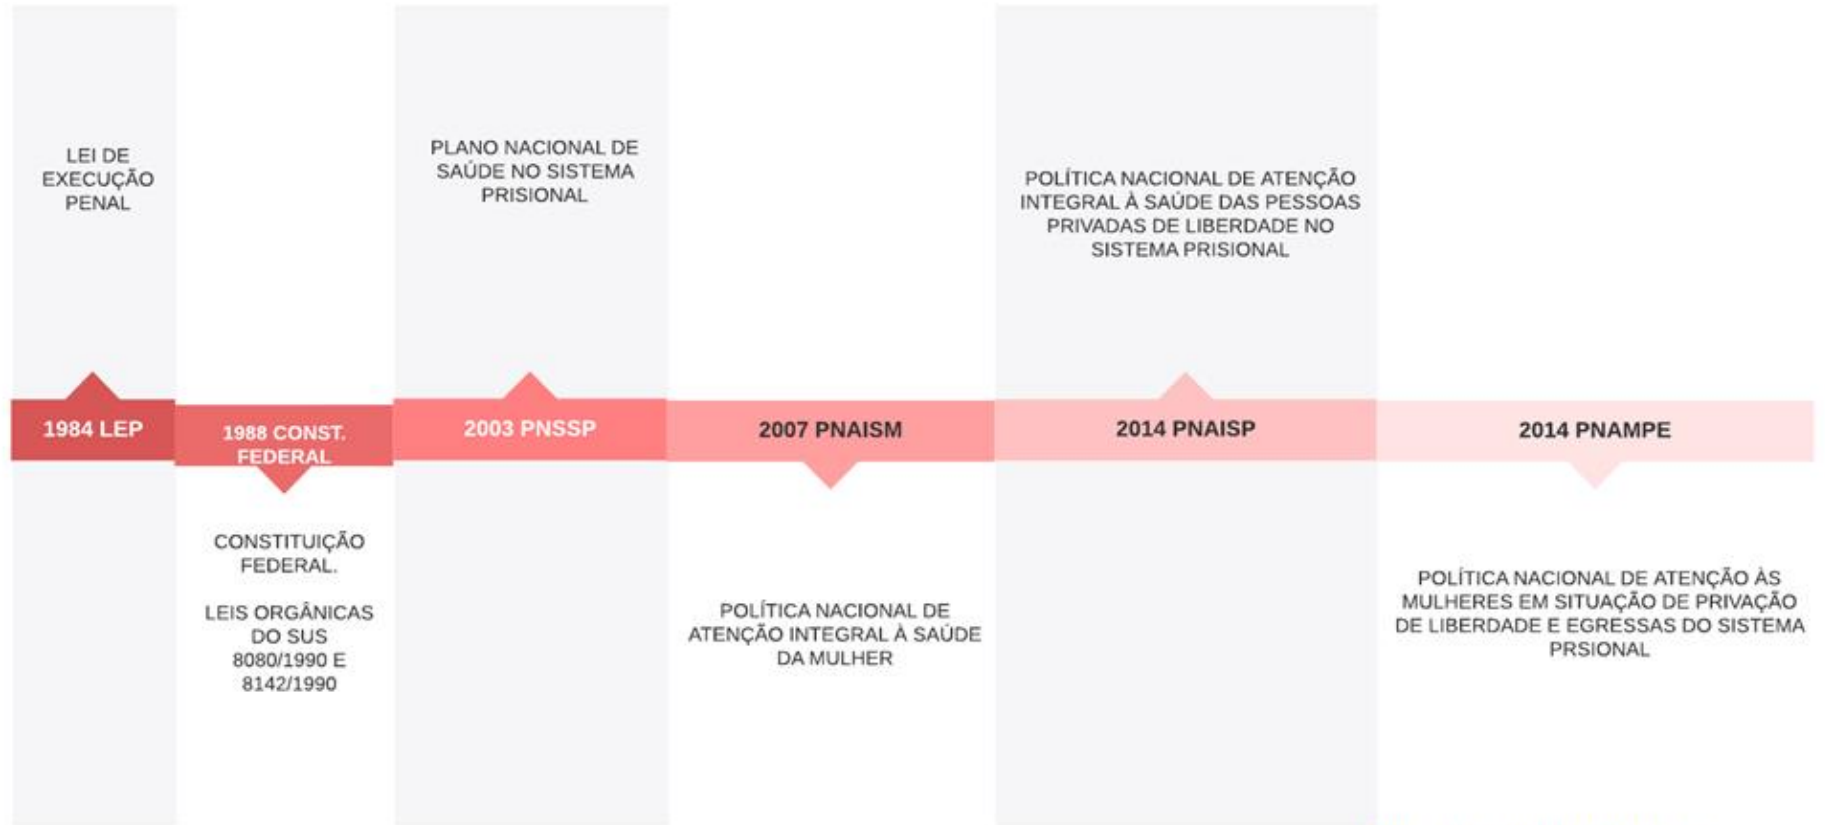 LEI DE
EXECUÇÃO
PENAL
PLANO NACIONAL DE
SAÚDE NO SISTEMA
PRISIONAL
POLÍTICA NACIONAL DE ATENÇÃO
INTEGRAL À SAÚDE DAS PESSOAS
PRIVADAS DE LIBERDADE NO
SISTEMA PRISIONAL
1984 LEP
1988 CONST.
FEDERAL
2003 PNSSP
2007 PNAISM
2014 PNAISP
2014 PNAMPE
CONSTITUIÇÃO
FEDERAL.
LEIS ORGÂNICAS
DO SUS
8080/1990 E
8142/1990
POLÍTICA NACIONAL DE
ATENÇÃO INTEGRAL À SAÚDE
DA MULHER
POLÍTICA NACIONAL DE ATENÇÃO ÀS
MULHERES EM SITUAÇÃO DE PRIVAÇÃO
DE LIBERDADE E EGRESSAS DO SISTEMA
PRSIONAL